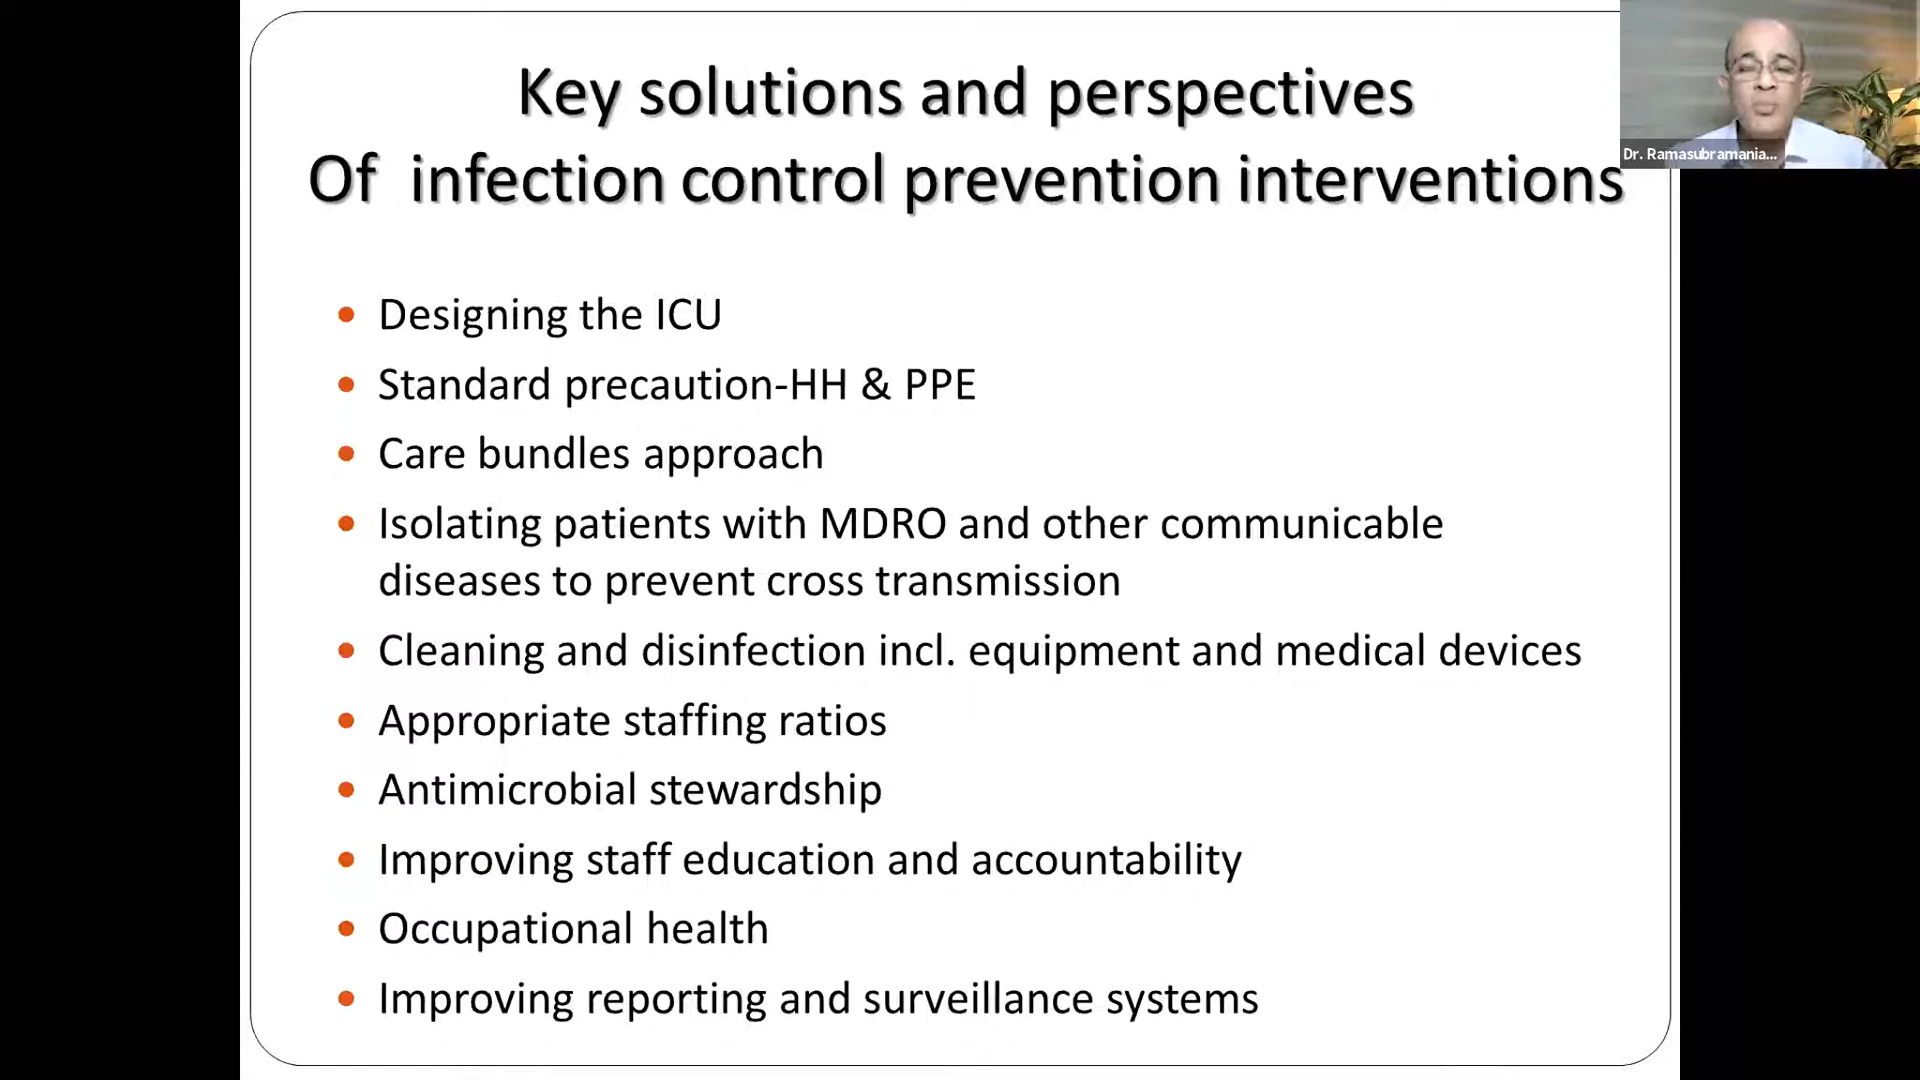 Key solutions and perspectives
Of infection control prevention interventions
Dr. Ramasubramania...
• Designing the ICU
• Standard precaution-HH & PPE
• Care bundles approach
• Isolating patients with MDRO and other communicable
diseases to prevent cross transmission
• Cleaning and disinfection incl. equipment and medical devices
• Appropriate staffing ratios
• Antimicrobial stewardship
• Improving staff education and accountability
• Occupational health
• Improving reporting and surveillance systems